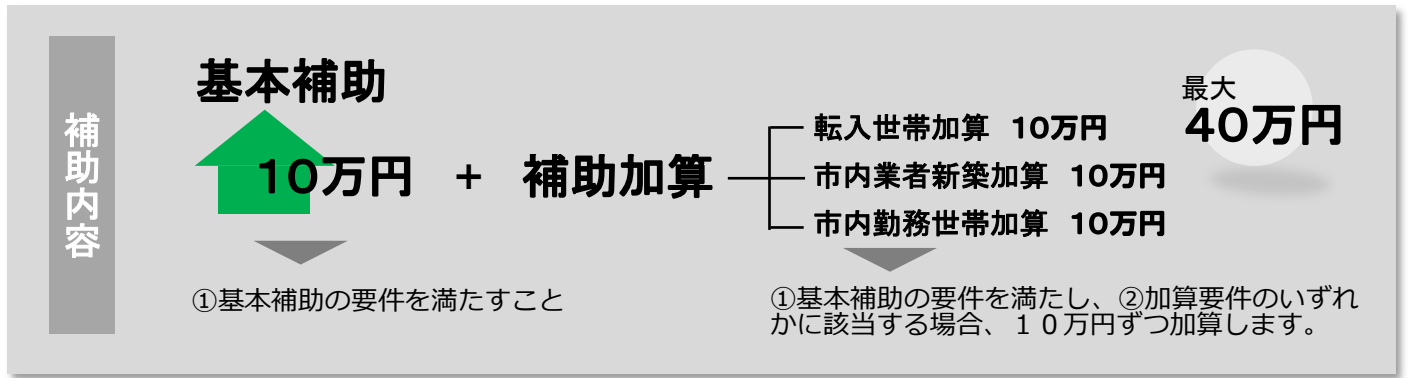 補助内容
基本補助
10万円 + 補助加算
転入世帯加算 10万円
市内業者新築加算 10万円
市内勤務世帯加算 10万円
最大
40万円
①基本補助の要件を満たすこと
①基本補助の要件を満たし、②加算要件のいずれ
かに該当する場合、１０万円ずつ加算します。